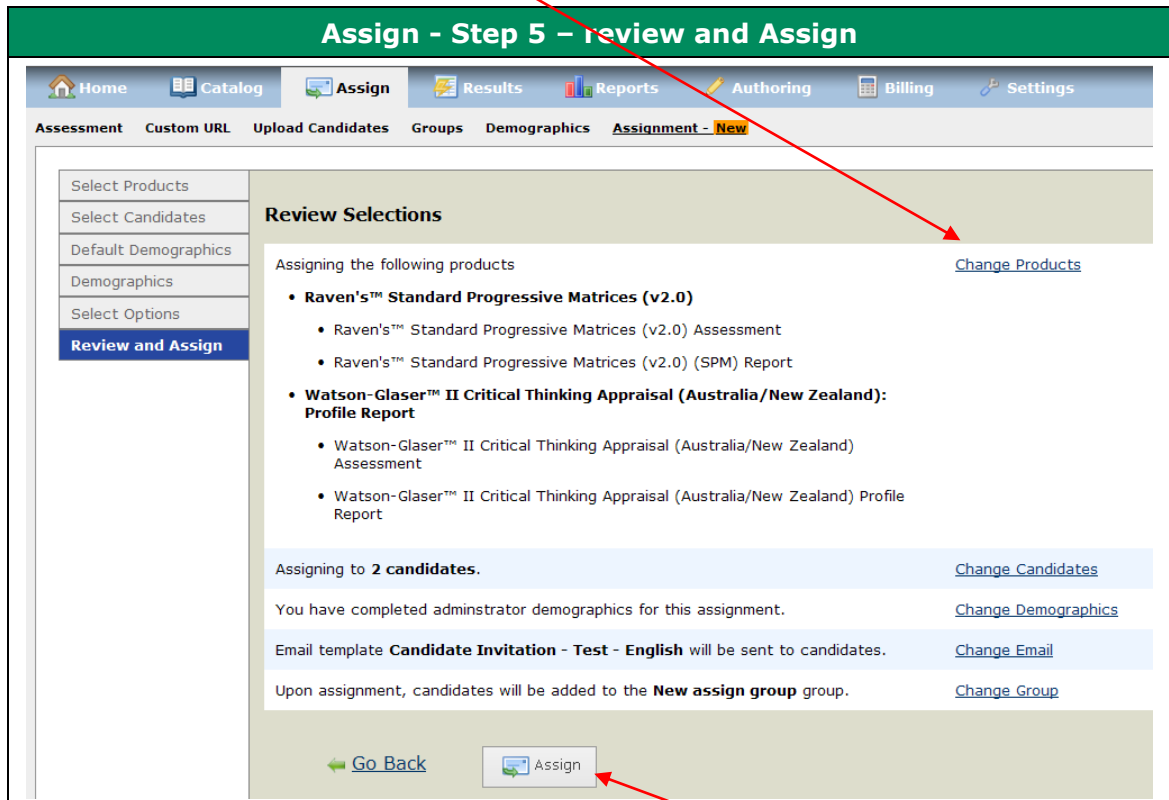 Assign - Step 5 – review and Assign
Home Catalog Assign Results Reports Authoring Billing Settings
Assessment Custom URL Upload Candidates Groups Demographics Assignment - New
Select Products
Select Candidates
Default Demographics
Demographics
Select Options
Review and Assign
Review Selections
Assigning the following products Change Products
• Raven's™ Standard Progressive Matrices (v2.0)
• Raven's™ Standard Progressive Matrices (v2.0) Assessment
• Raven's™ Standard Progressive Matrices (v2.0) (SPM) Report
• Watson-Glaser™ II Critical Thinking Appraisal (Australia/New Zealand):
Profile Report
• Watson-Glaser™ II Critical Thinking Appraisal (Australia/New Zealand)
Assessment
• Watson-Glaser™ II Critical Thinking Appraisal (Australia/New Zealand) Profile
Report
Assigning to 2 candidates. Change Candidates
You have completed adminstrator demographics for this assignment. Change Demographics
Email template Candidate Invitation - Test - English will be sent to candidates. Change Email
Upon assignment, candidates will be added to the New assign group group. Change Group
Go Back Assign